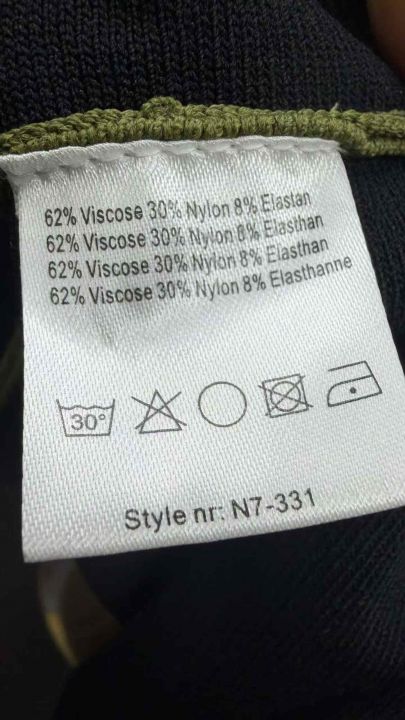 62% Viscose 30% Nylon 8% Elastan
62% Viscose 30% Nylon 8% Elasthan
62% Viscose 30% Nylon 8% Elasthan
62% Viscose 30% Nylon 8% Elasthanne
30°
Style nr: N7-331